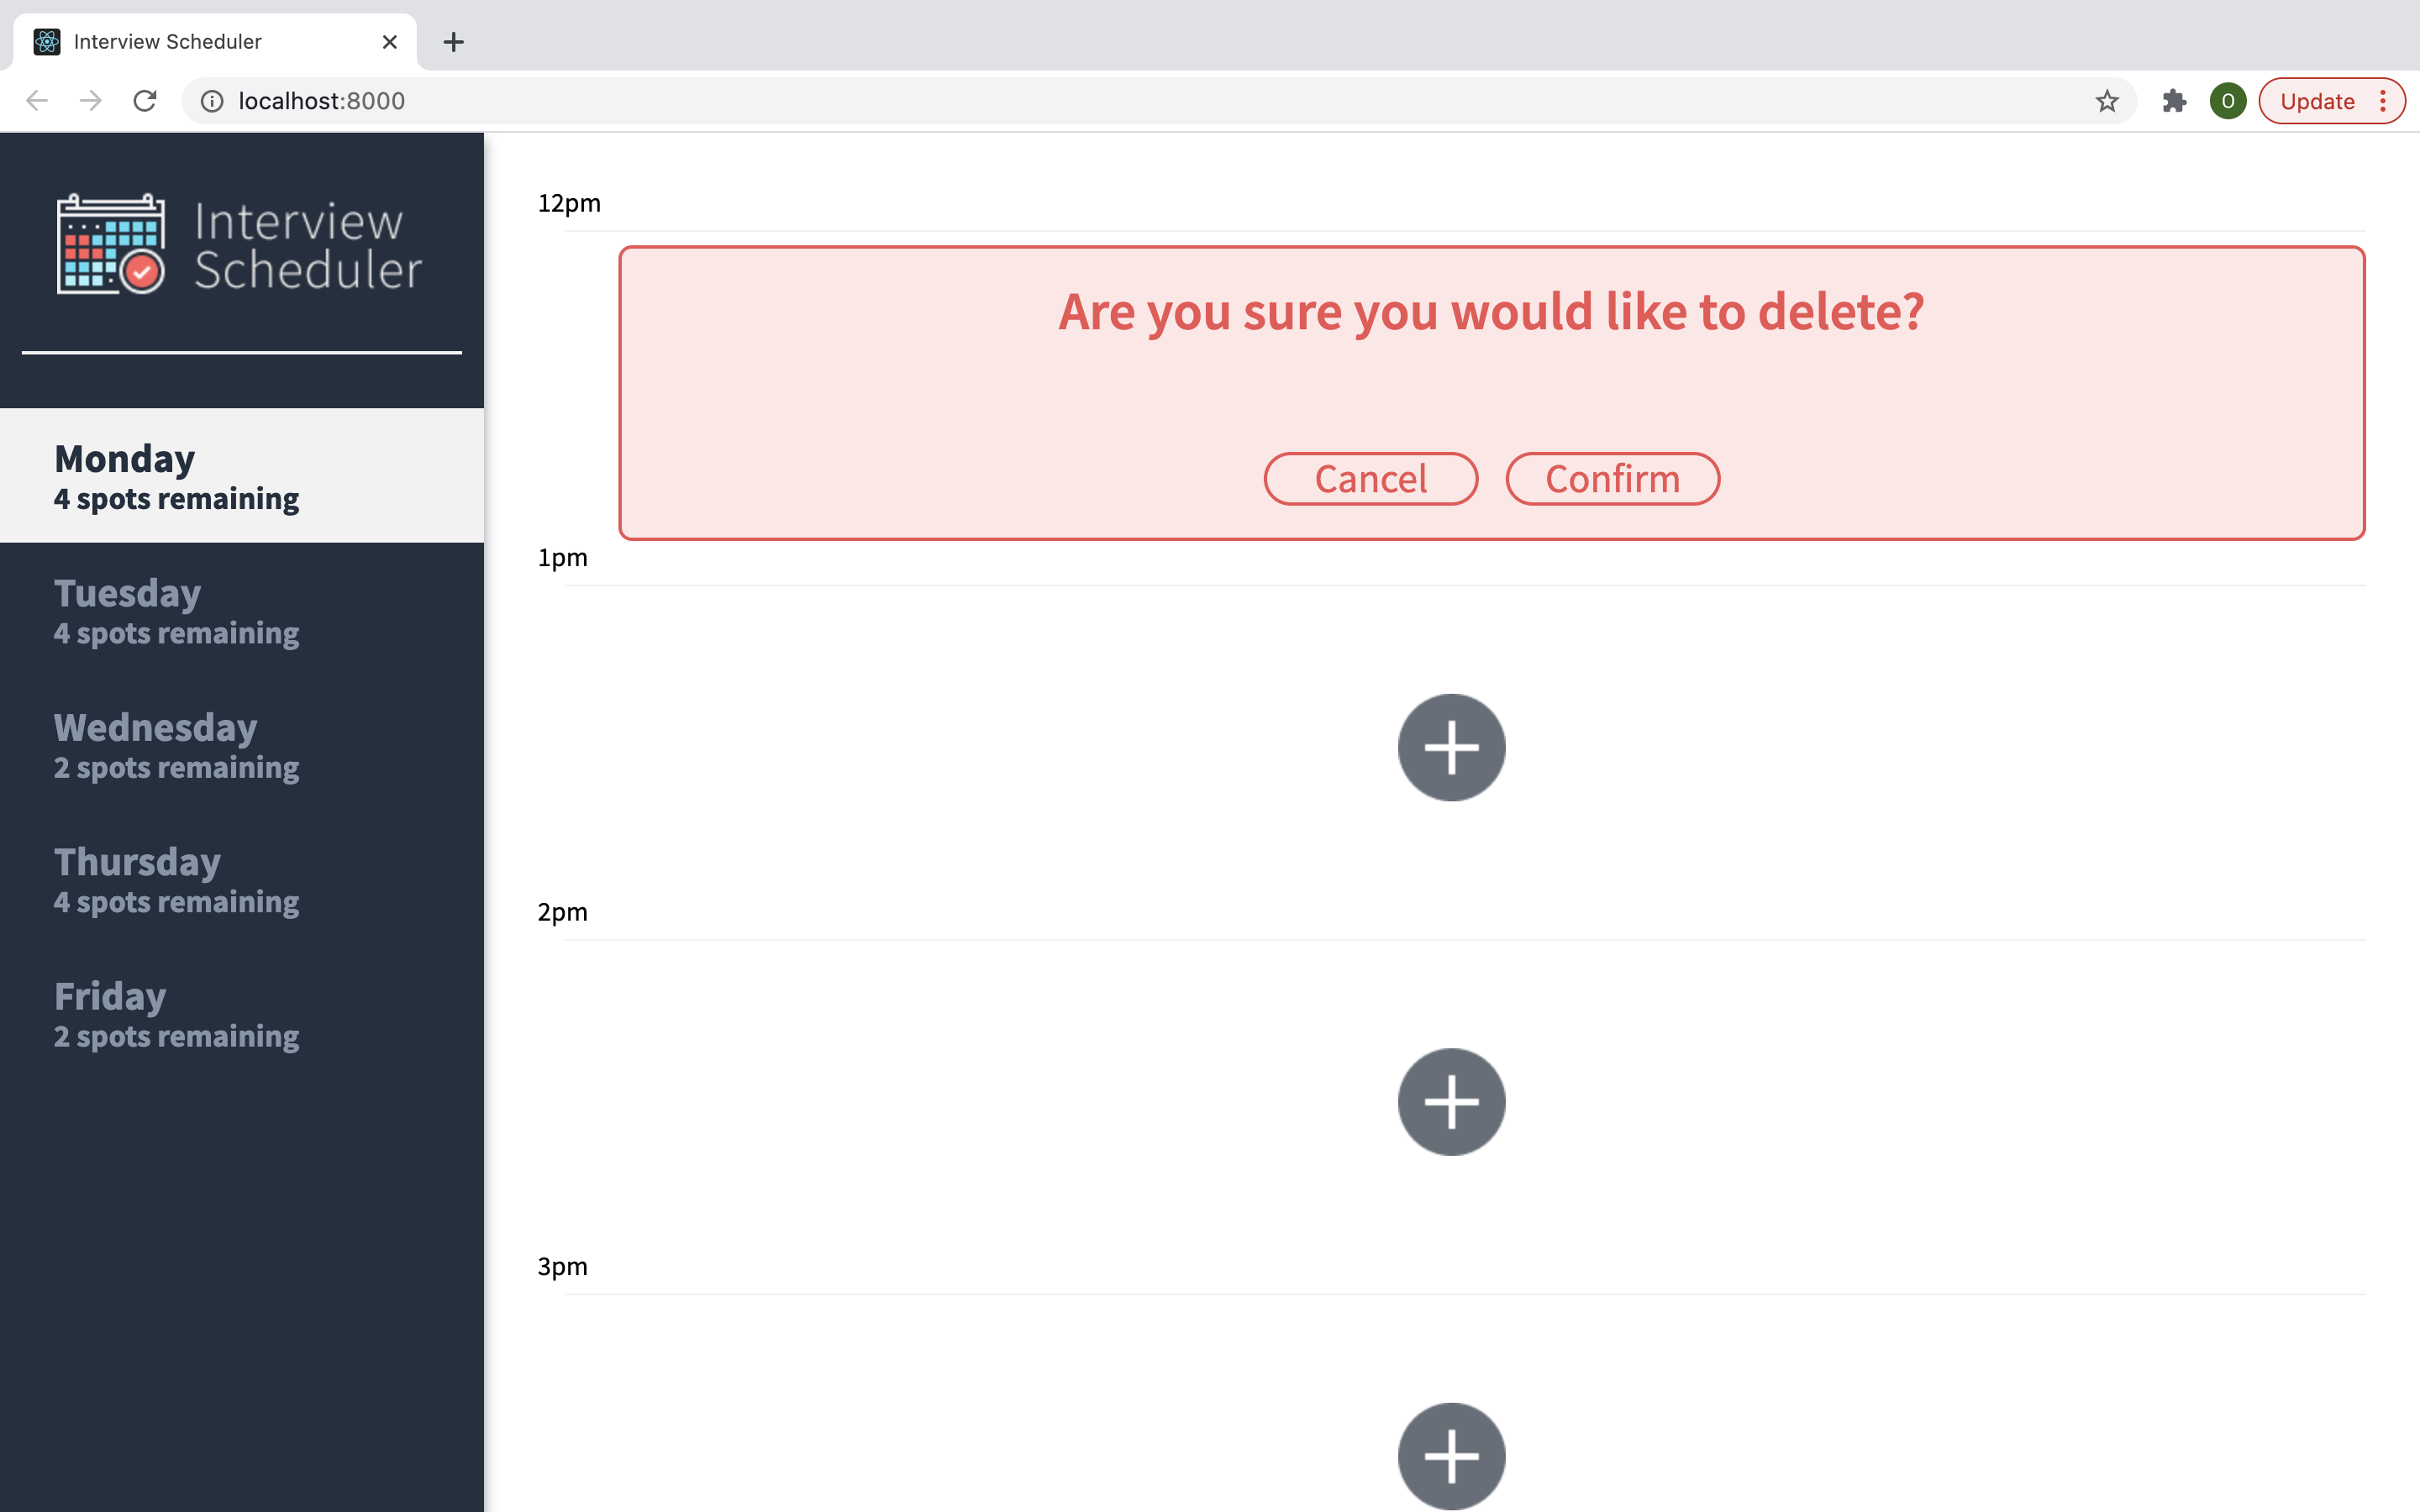 Interview Scheduler
localhost:8000
O
Update
Interview
Scheduler
Monday
4 spots remaining
Tuesday
4 spots remaining
Wednesday
2 spots remaining
Thursday
4 spots remaining
Friday
2 spots remaining
12pm
Are you sure you would like to delete?
Cancel Confirm
1pm
2pm
3pm